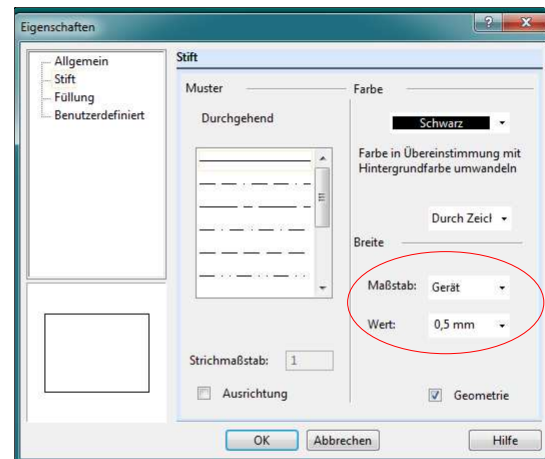 Eigenschaften
Allgemein
Stift
Füllung
Benutzerdefiniert
Stift
Muster
Durchgehend
Strichmaßstab: 1
Ausrichtung
Farbe
Schwarz
Farbe in Übereinstimmung mit
Hintergrundfarbe umwandeln
Durch Zeicl
Breite
Maßstab: Gerät
Wert: 0,5 mm
Geometrie
OK Abbrechen Hilfe